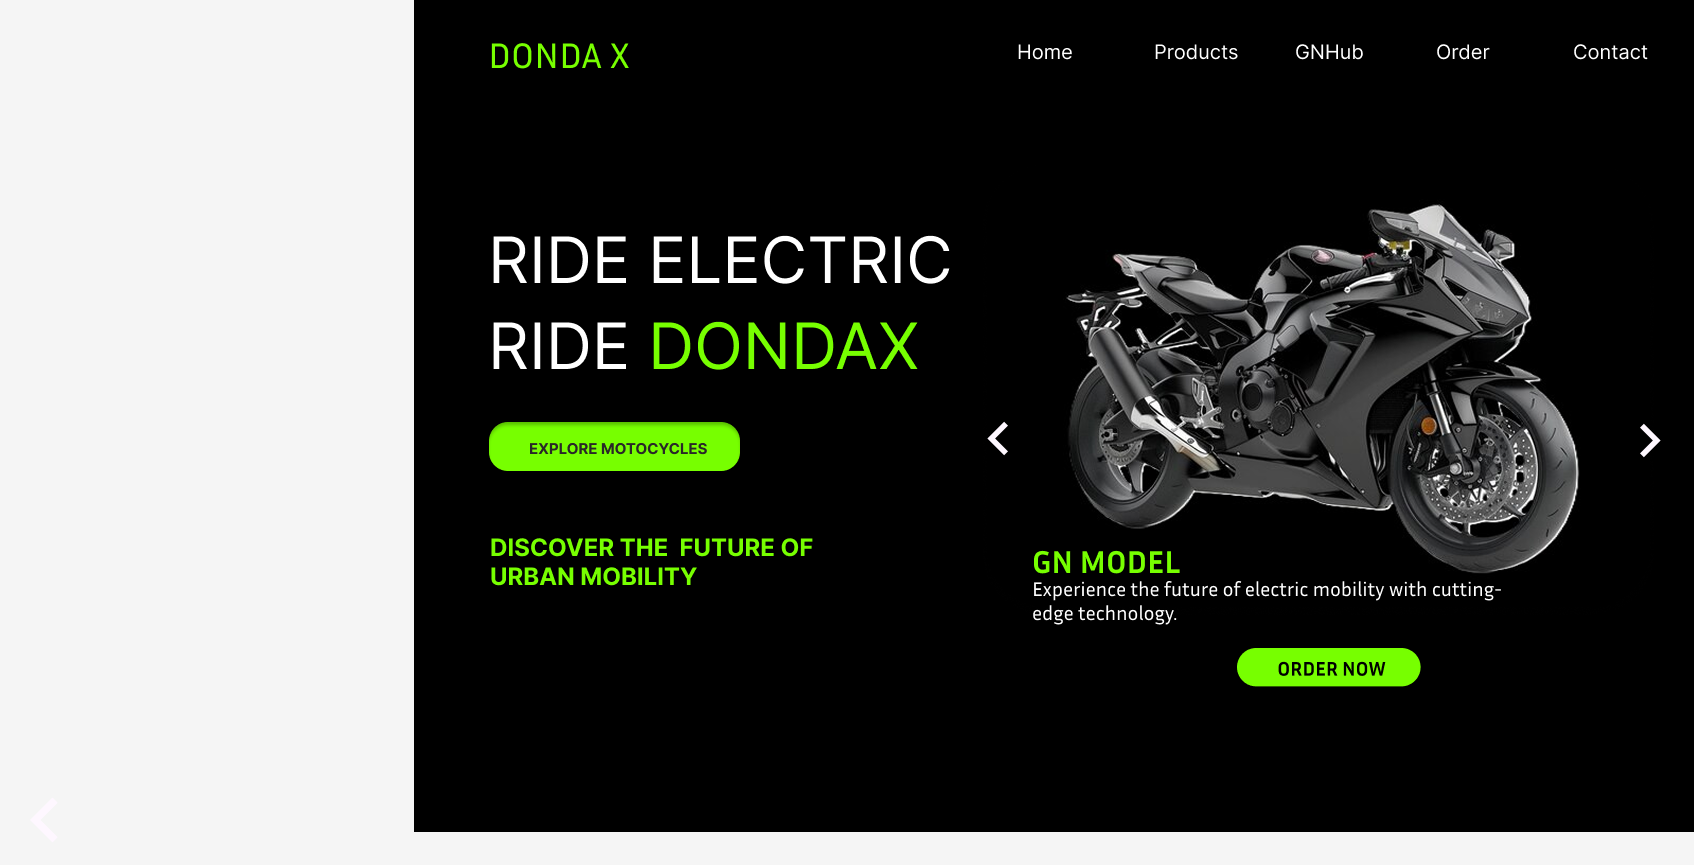 DONDA X
Home Products GNHub Order Contact
RIDE ELECTRIC
RIDE DONDAX
EXPLORE MOTOCYCLES
DISCOVER THE FUTURE OF
URBAN MOBILITY
GN MODEL
Experience the future of electric mobility with cutting-
edge technology.
ORDER NOW